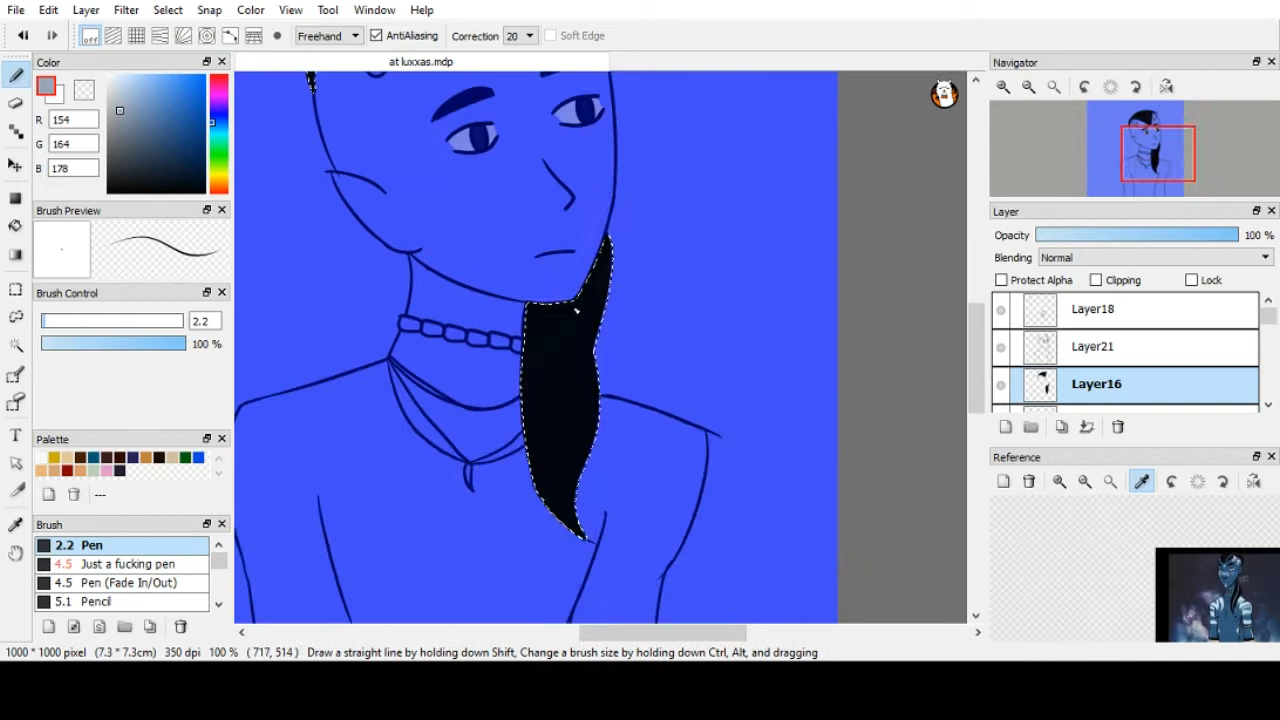 File Edit Layer Filter Select Snap Color View Tool Window Help
off Freehand AntiAliasing Correction 20 Soft Edge
at luxxas.mdp
Color
R 154
G 164
B 178
Brush Preview
Brush Control
2.2
100 %
Palette
---
Brush
2.2 Pen
4.5 Just a fucking pen
4.5 Pen (Fade In/Out)
5.1 Pencil
Navigator
Layer
Opacity 100 %
Blending Normal
Protect Alpha Clipping Lock
Layer18
Layer21
Layer16
Reference
1000 * 1000 pixel (7.3 * 7.3cm) 350 dpi 100 % ( 717, 514 ) Draw a straight line by holding down Shift, Change a brush size by holding down Ctrl, Alt, and dragging